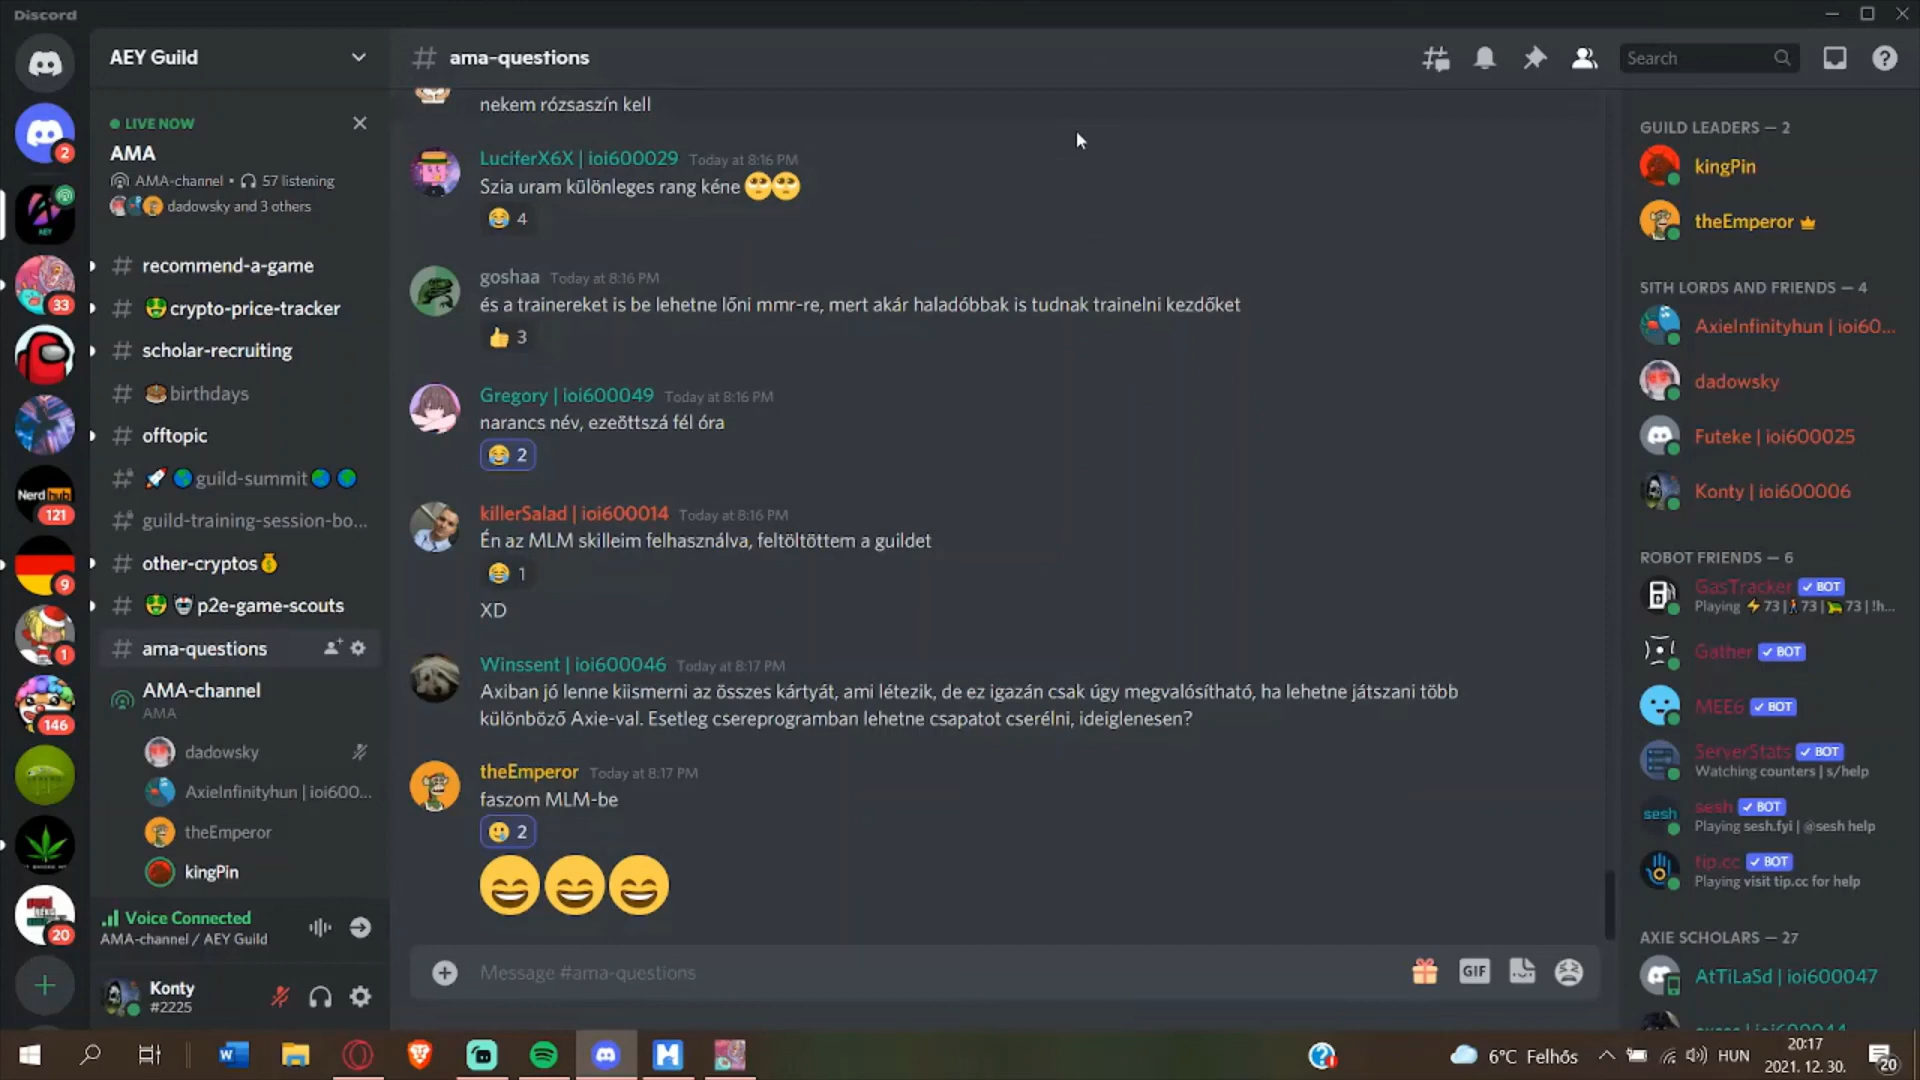 Discord
AEY Guild
LIVE NOW
AMA
AMA-channel • 57 listening
dadowsky and 3 others
recommend-a-game
crypto-price-tracker
scholar-recruiting
birthdays
offtopic
guild-summit
guild-training-session-bo...
other-cryptos
p2e-game-scouts
ama-questions
AMA-channel
AMA
dadowsky
AxieInfinityhun | ioi600...
theEmperor
kingPin
Voice Connected
AMA-channel / AEY Guild
Konty
#2225
2
33
Nerd hub
121
9
1
146
20
# ama-questions
Search
nekem rózsaszín kell
LuciferX6X | ioi600029 Today at 8:16 PM
Szia uram különleges rang kéne 🥺🥺
😂 4
goshaa Today at 8:16 PM
és a trainereket is be lehetne lőni mmr-re, mert akár haladóbbak is tudnak trainelni kezdőket
👍 3
Gregory | ioi600049 Today at 8:16 PM
narancs név, ezeöttszá fél óra
😂 2
killerSalad | ioi600014 Today at 8:16 PM
Én az MLM skilleim felhasználva, feltöltöttem a guildet
😂 1
XD
Winssent | ioi600046 Today at 8:17 PM
Axiban jó lenne kiismerni az összes kártyát, ami létezik, de ez igazán csak úgy megvalósítható, ha lehetne játszani több
különböző Axie-val. Esetleg csereprogramban lehetne csapatot cserélni, ideiglenesen?
theEmperor Today at 8:17 PM
faszom MLM-be
2
😄😄😄
Message #ama-questions
GIF
GUILD LEADERS — 2
kingPin
theEmperor
SITH LORDS AND FRIENDS — 4
AxieInfinityhun | ioi60...
dadowsky
Futeke | ioi600025
Konty | ioi600006
ROBOT FRIENDS — 6
GasTracker ✓ BOT
Playing ⚡73 |🚶73 |🐢73 | !h...
Gather ✓ BOT
MEE6 ✓ BOT
ServerStats ✓ BOT
Watching counters | s/help
sesh ✓ BOT
Playing sesh.fyi | @sesh help
tip.cc ✓ BOT
Playing visit tip.cc for help
AXIE SCHOLARS — 27
AtTiLaSd | ioi600047
6°C Felhős
HUN
20:17
2021. 12. 30.
20